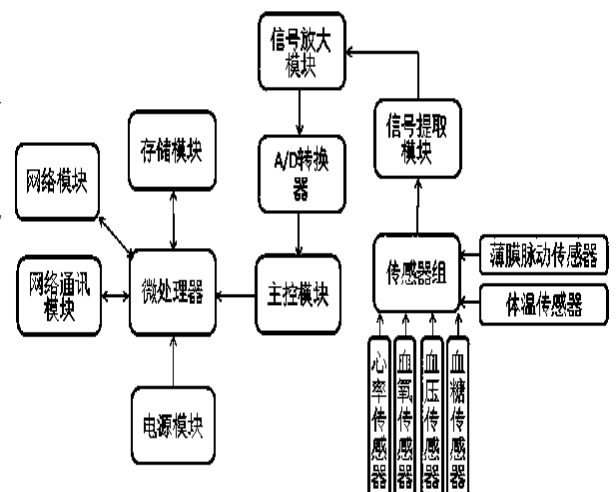 信号放大
模块
信号提取
模块
存储模块
A/D转换
器
网络模块
薄膜脉动传感器
传感器组
网络通讯
模块
微处理器
主控模块
体温传感器
心率传感器
血氧传感器
血压传感器
血糖传感器
电源模块